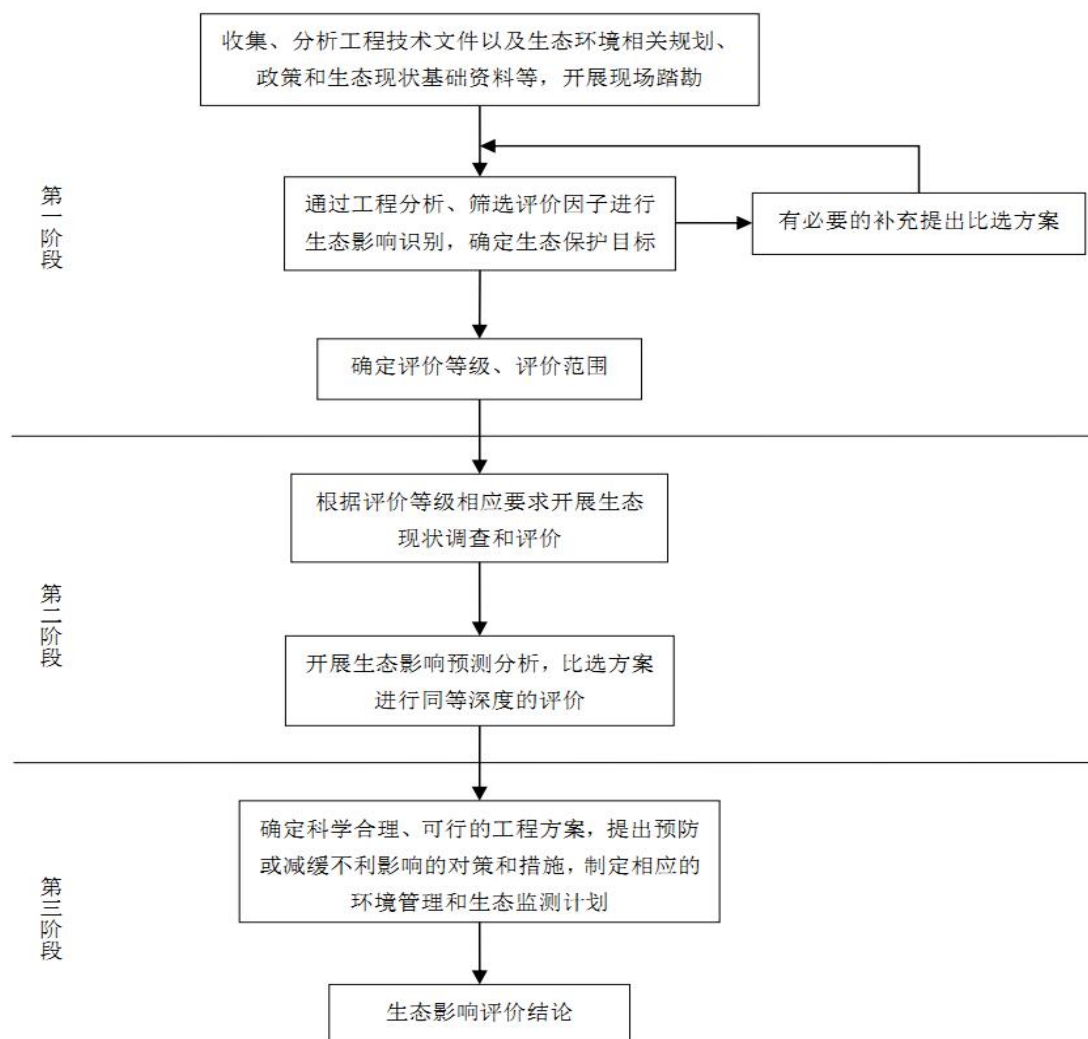 收集、分析工程技术文件以及生态环境相关规划、
政策和生态现状基础资料等，开展现场踏勘
第一阶段
通过工程分析、筛选评价因子进行
生态影响识别，确定生态保护目标
有必要的补充提出比选方案
确定评价等级、评价范围
第二阶段
根据评价等级相应要求开展生态
现状调查和评价
开展生态影响预测分析，比选方案
进行同等深度的评价
第三阶段
确定科学合理、可行的工程方案，提出预防
或减缓不利影响的对策和措施，制定相应的
环境管理和生态监测计划
生态影响评价结论